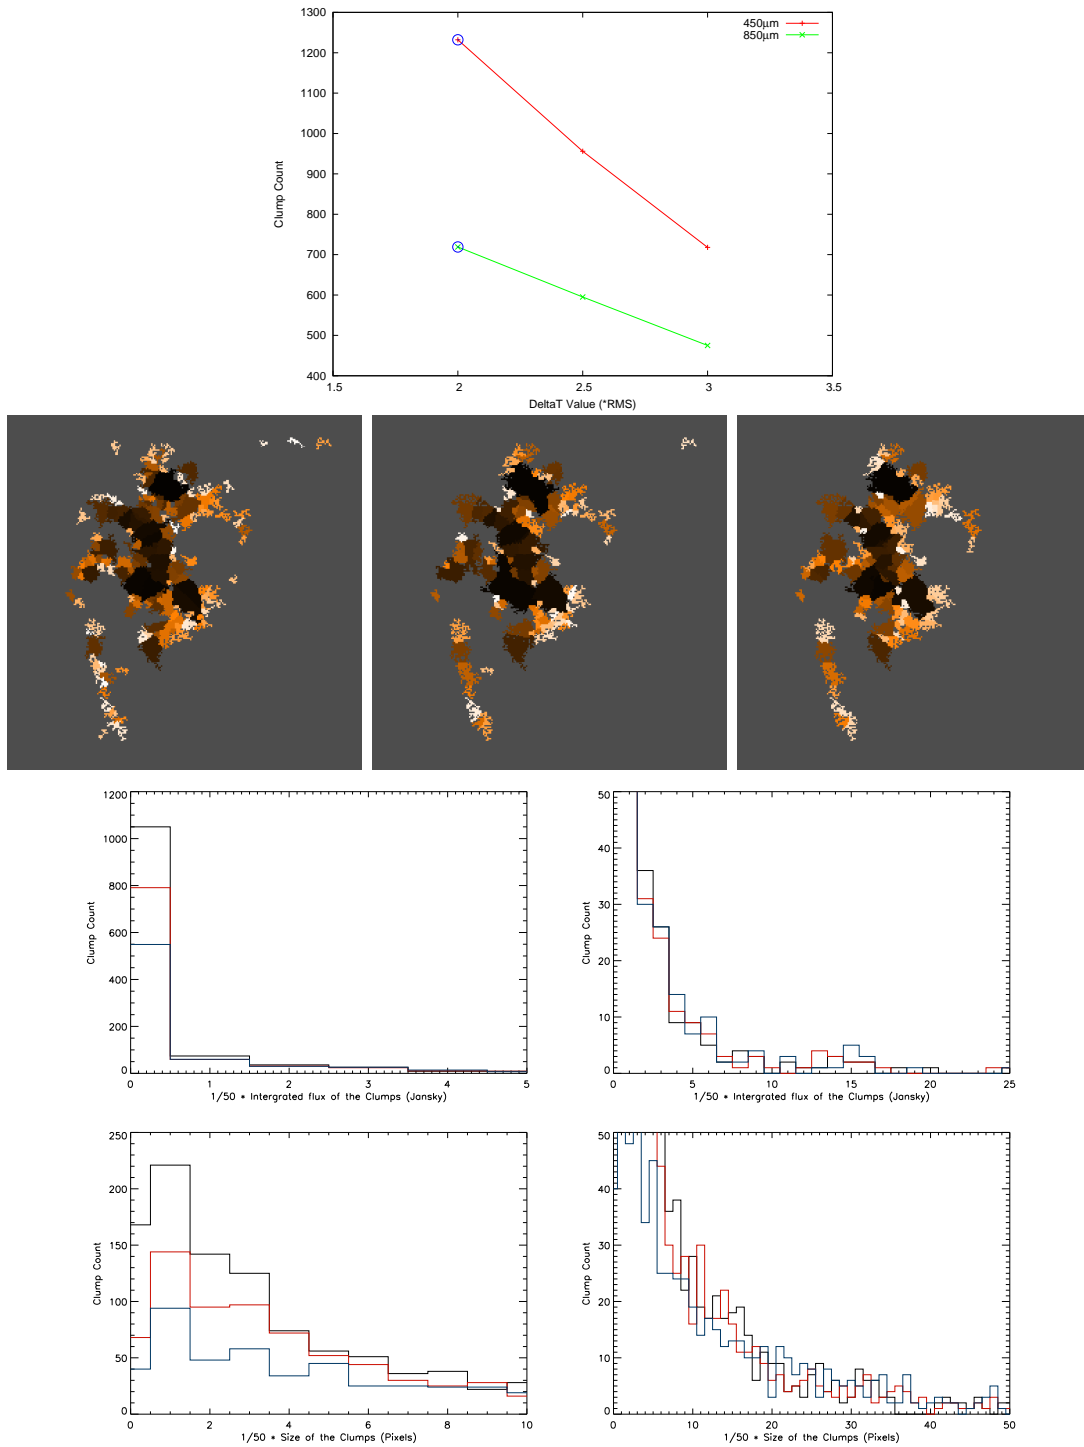 1300
1200
1100
1000
900
800
700
600
500
400
Clump Count
450µm
850µm
1.5 2 2.5 3 3.5
DeltaT Value (*RMS)
1200
1000
800
600
400
200
0
Clump Count
0 1 2 3 4 5
1/50 * Intergrated flux of the Clumps (Jansky)
50
40
30
20
10
0
Clump Count
0 5 10 15 20 25
1/50 * Intergrated flux of the Clumps (Jansky)
250
200
150
100
50
0
Clump Count
0 2 4 6 8 10
1/50 * Size of the Clumps (Pixels)
50
40
30
20
10
0
Clump Count
0 10 20 30 40 50
1/50 * Size of the Clumps (Pixels)